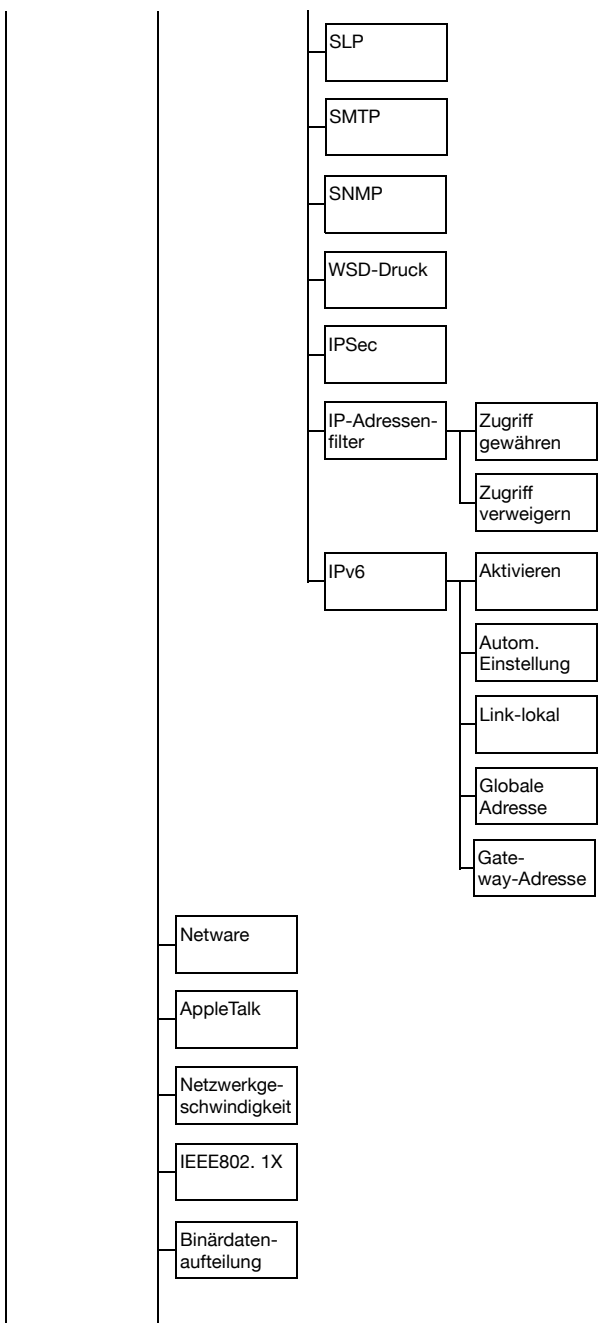 SLP
SMTP
SNMP
WSD-Druck
IPSec
IP-Adressen-
filter
Zugriff
gewähren
Zugriff
verweigern
IPv6
Aktivieren
Autom.
Einstellung
Link-lokal
Globale
Adresse
Gate-
way-Adresse
Netware
AppleTalk
Netzwerkge-
schwindigkeit
IEEE802. 1X
Binärdaten-
aufteilung